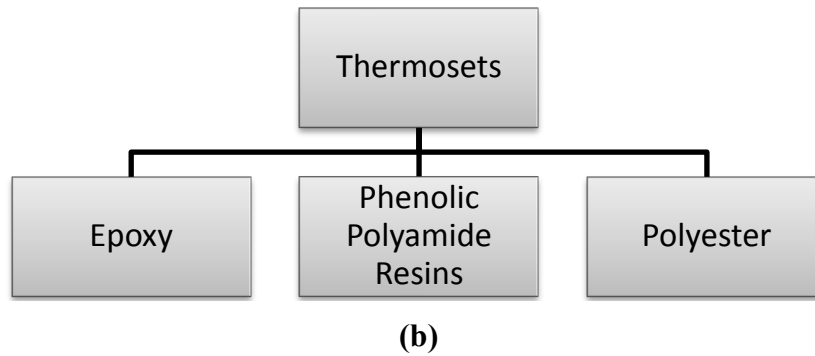 Thermosets
Epoxy
Phenolic
Polyamide
Resins
Polyester
(b)